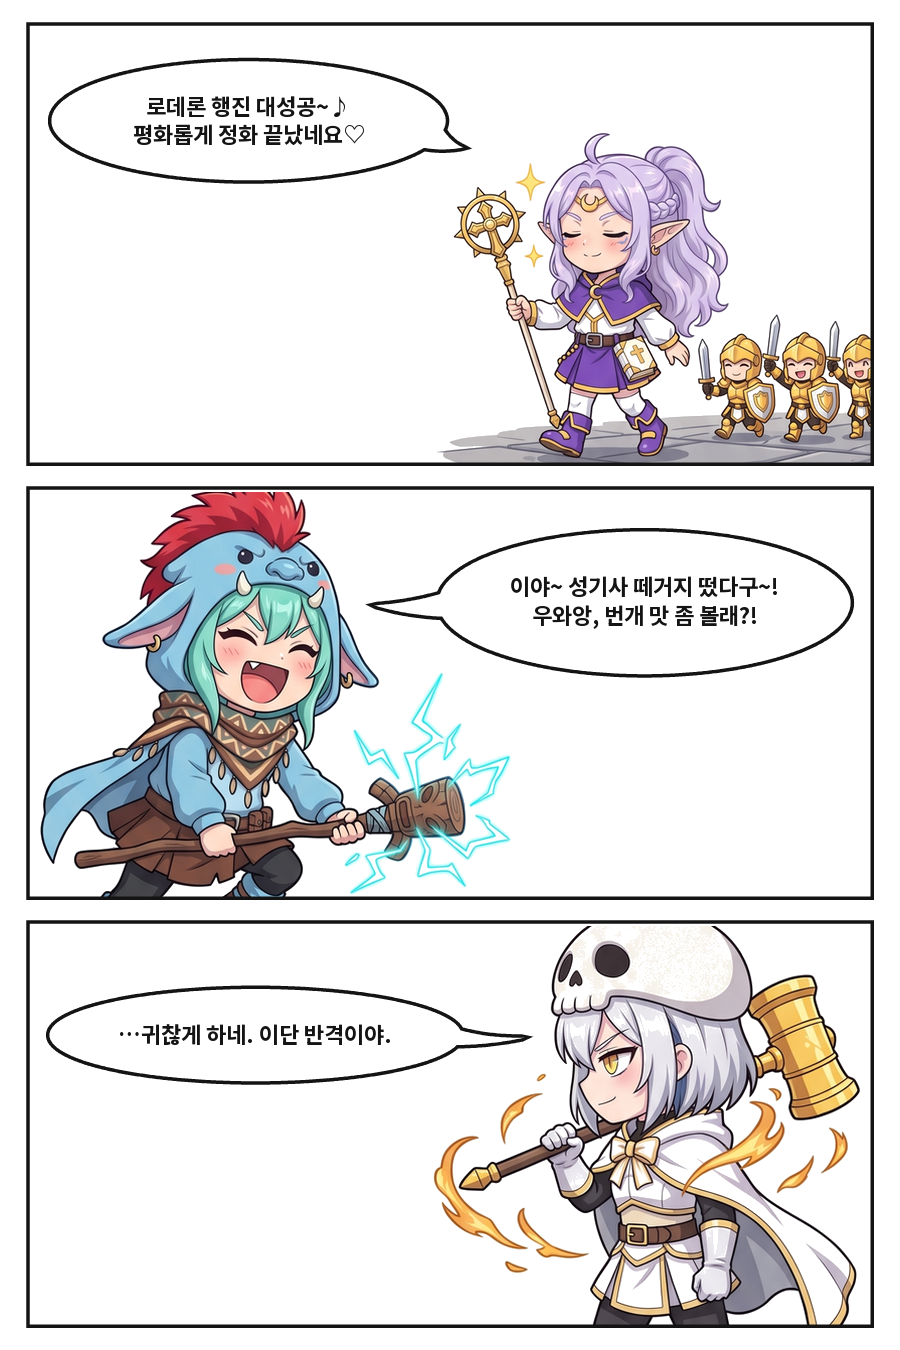 로데론 행진 대성공~♪
평화롭게 정화 끝났네요♡
이야~ 성기사 떼거지 떴다구~!
우와앙, 번개 맛 좀 볼래?!
…귀찮게 하네. 이단 반격이야.